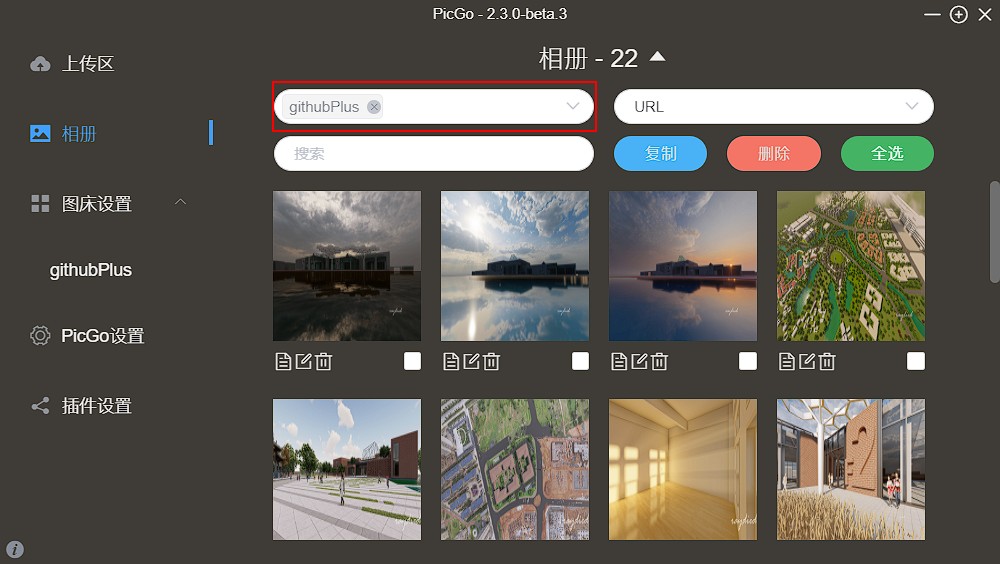 PicGo - 2.3.0-beta.3
上传区
相册
图床设置
githubPlus
PicGo设置
插件设置
相册 - 22
githubPlus
URL
搜索
复制
删除
全选